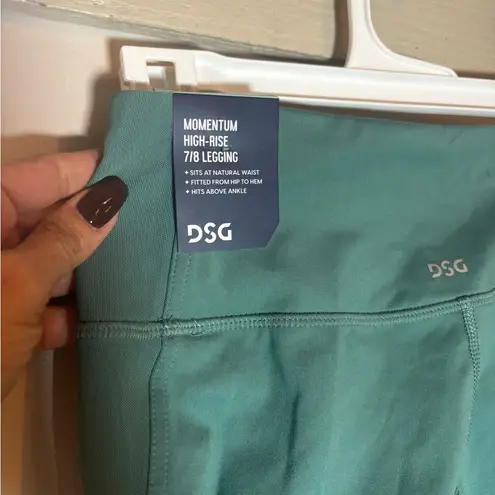 MOMENTUM
HIGH-RISE
7/8 LEGGING
✦ SITS AT NATURAL WAIST
✦ FITTED FROM HIP TO HEM
✦ HITS ABOVE ANKLE
DSG
DSG